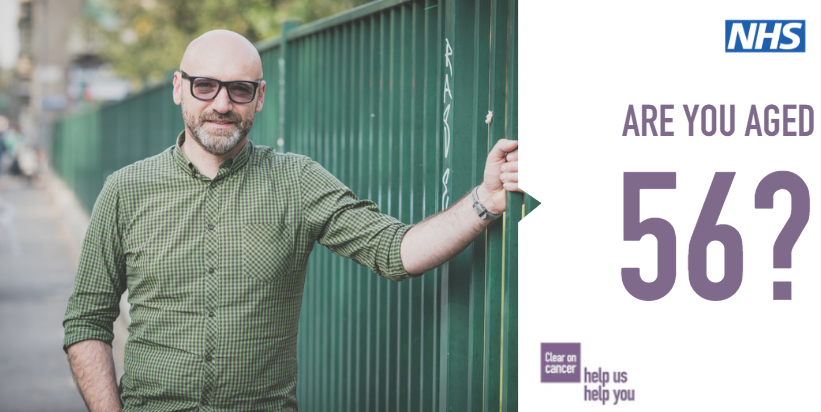 NHS
ARE YOU AGED
56?
Clear on
cancer
help us
help you